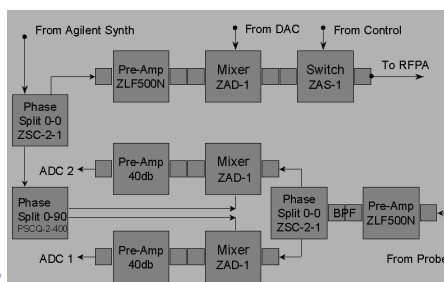 From Agilent Synth
From DAC
From Control
Pre-Amp
ZLF500N
Mixer
ZAD-1
Switch
ZAS-1
To RFPA
Phase
Split 0-0
ZSC-2-1
ADC 2
Pre-Amp
40db
Mixer
ZAD-1
Phase
Split 0-90
PSCQ-2-400
Phase
Split 0-0
ZSC-2-1
BPF
Pre-Amp
ZLF500N
ADC 1
Pre-Amp
40db
Mixer
ZAD-1
From Probe